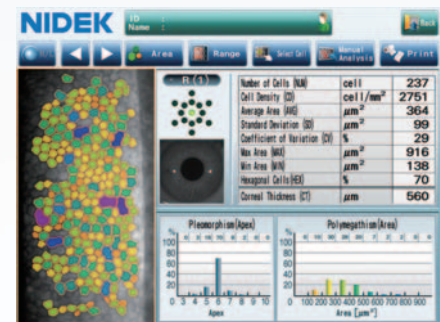 NIDEK
ID :
Name :
Back
Area
Range
Select Cell
Manual Analysis
Print
R (1)
Number of Cells (NUM) cell 237
Cell Density (CD) cell/mm² 2751
Average Area (AVG) μm² 364
Standard Deviation (SD) μm² 99
Coefficient of Variation (CV) % 29
Max Area (MAX) μm² 916
Min Area (MIN) μm² 138
Hexagonal Cells(HEX) % 70
Corneal Thickness (CT) μm 560
Pleomorphism(Apex)
%
100
80
60
40
20
0
3 4 5 6 7 8 9 10
Apex
Polymegathism(Area)
%
100
80
60
40
20
0
100 200 300 400 500 600 700 800 900
Area [μm²]